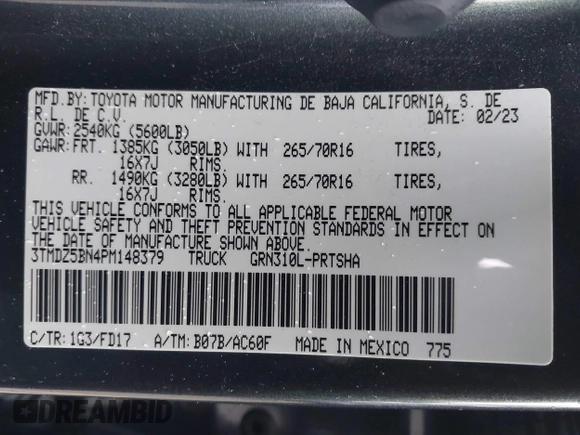 MFD.BY:TOYOTA MOTOR MANUFACTURING DE BAJA CALIFORNIA, S. DE
R.L. DE C.V. DATE: 02/23
GVWR:2540KG (5600LB)
GAWR:FRT. 1385KG (3050LB) WITH 265/70R16 TIRES,
16X7J RIMS.
RR. 1490KG (3280LB) WITH 265/70R16 TIRES,
16X7J RIMS.
THIS VEHICLE CONFORMS TO ALL APPLICABLE FEDERAL MOTOR
VEHICLE SAFETY AND THEFT PREVENTION STANDARDS IN EFFECT ON
THE DATE OF MANUFACTURE SHOWN ABOVE.
3TMDZ5BN4PM148379 TRUCK GRN310L-PRTSHA
C/TR:1G3/FD17 A/TM:B07B/AC60F MADE IN MEXICO 775
DREAMBID